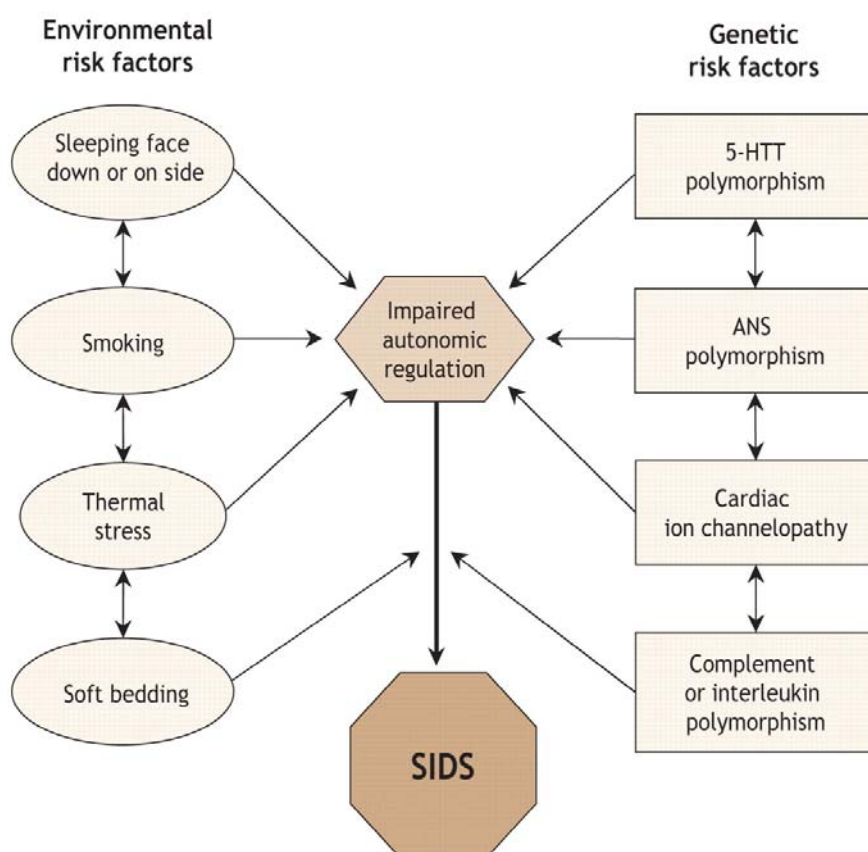 Environmental
risk factors
Genetic
risk factors
Sleeping face
down or on side
5-HTT
polymorphism
Impaired
autonomic
regulation
Smoking
ANS
polymorphism
Thermal
stress
Cardiac
ion channelopathy
Soft bedding
Complement
or interleukin
polymorphism
SIDS